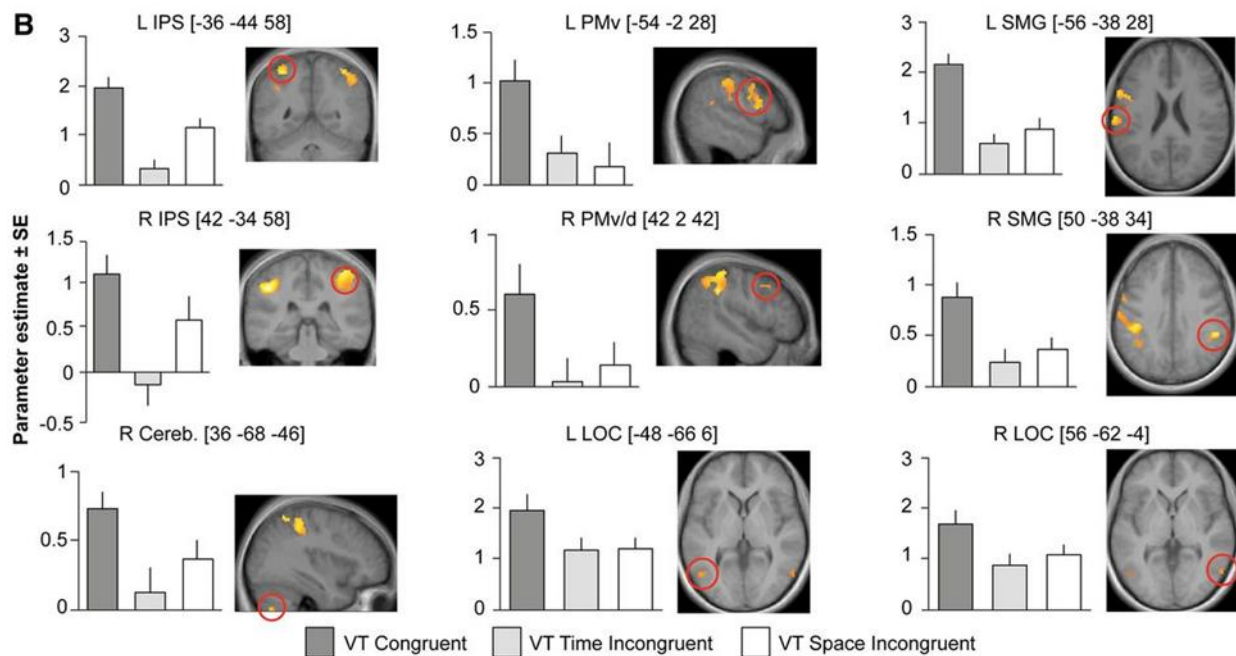 B
L IPS [-36 -44 58]
3
2
1
0
L PMv [-54 -2 28]
1.5
1
0.5
0
L SMG [-56 -38 28]
3
2
1
0
Parameter estimate ± SE
R IPS [42 -34 58]
1.5
1
0.5
0
-0.5
R PMv/d [42 2 42]
1
0.5
0
R SMG [50 -38 34]
1.5
1
0.5
0
R Cereb. [36 -68 -46]
1
0.5
0
L LOC [-48 -66 6]
3
2
1
0
R LOC [56 -62 -4]
3
2
1
0
VT Congruent VT Time Incongruent VT Space Incongruent